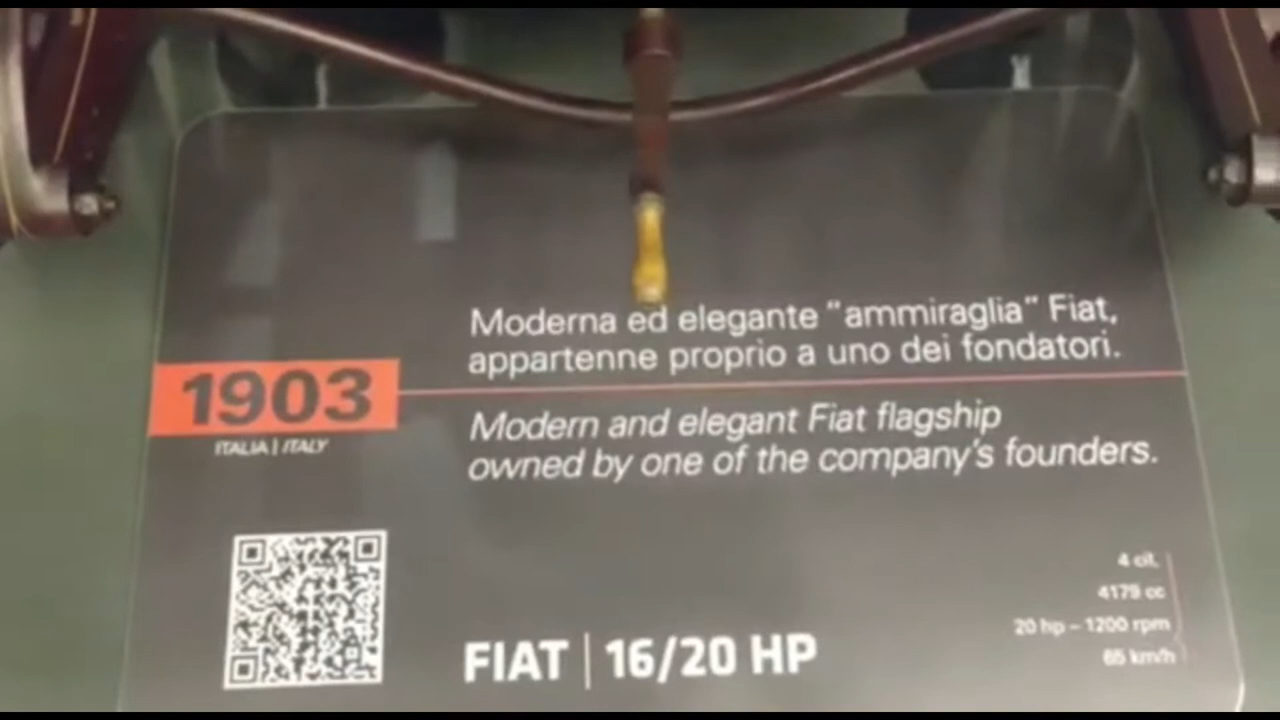 Moderna ed elegante "ammiraglia" Fiat,
appartenne proprio a uno dei fondatori.
1903
ITALIA | ITALY
Modern and elegant Fiat flagship
owned by one of the company's founders.
FIAT | 16/20 HP
4 cil.
4179 cc
20 hp – 1200 rpm
65 km/h